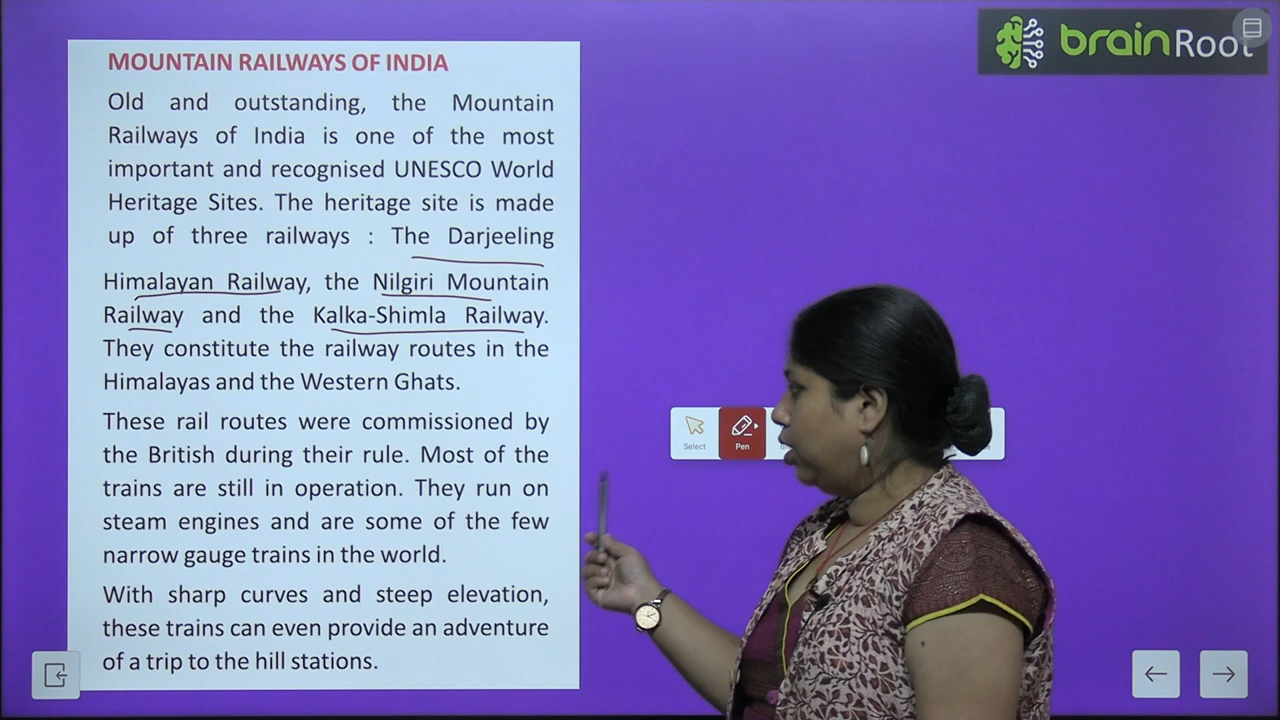 brainRoot
MOUNTAIN RAILWAYS OF INDIA
Old and outstanding, the Mountain
Railways of India is one of the most
important and recognised UNESCO World
Heritage Sites. The heritage site is made
up of three railways : The Darjeeling
Himalayan Railway, the Nilgiri Mountain
Railway and the Kalka-Shimla Railway.
They constitute the railway routes in the
Himalayas and the Western Ghats.
These rail routes were commissioned by
the British during their rule. Most of the
trains are still in operation. They run on
steam engines and are some of the few
narrow gauge trains in the world.
With sharp curves and steep elevation,
these trains can even provide an adventure
of a trip to the hill stations.
Select
Pen